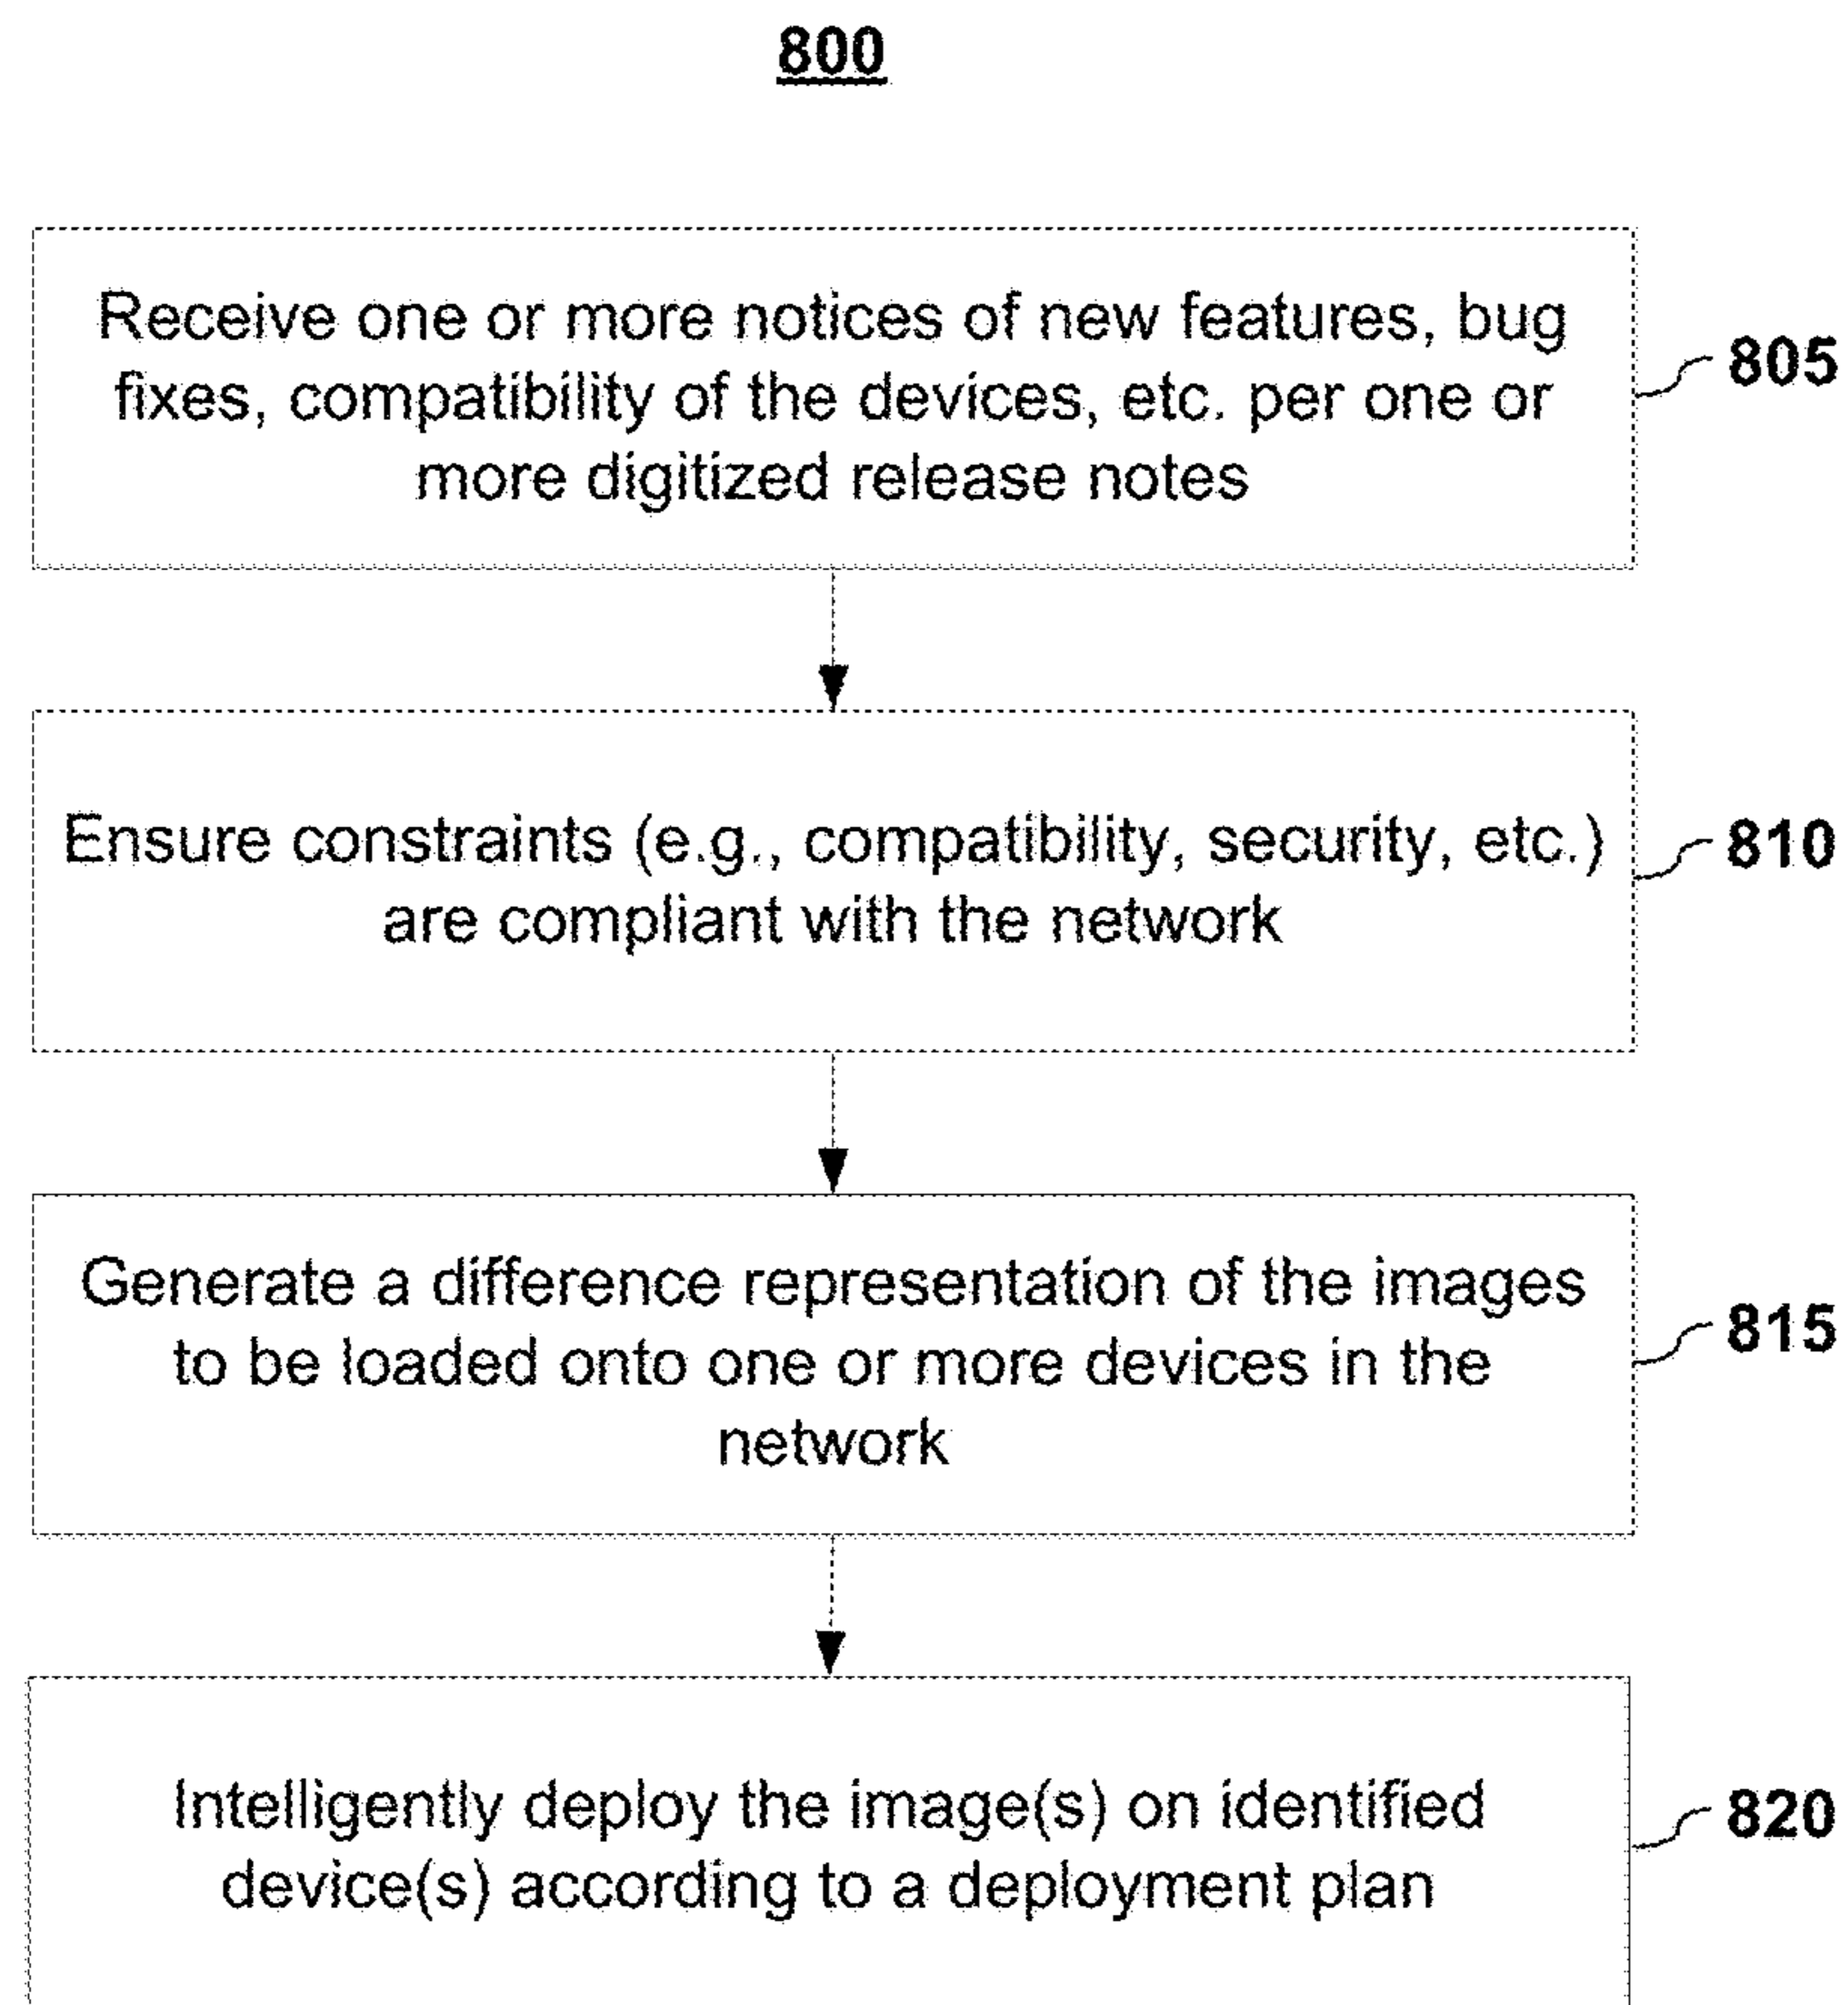 800
Receive one or more notices of new features, bug
fixes, compatibility of the devices, etc. per one or
more digitized release notes
805
Ensure constraints (e.g., compatibility, security, etc.)
are compliant with the network
810
Generate a difference representation of the images
to be loaded onto one or more devices in the
network
815
Intelligently deploy the image(s) on identified
device(s) according to a deployment plan
820